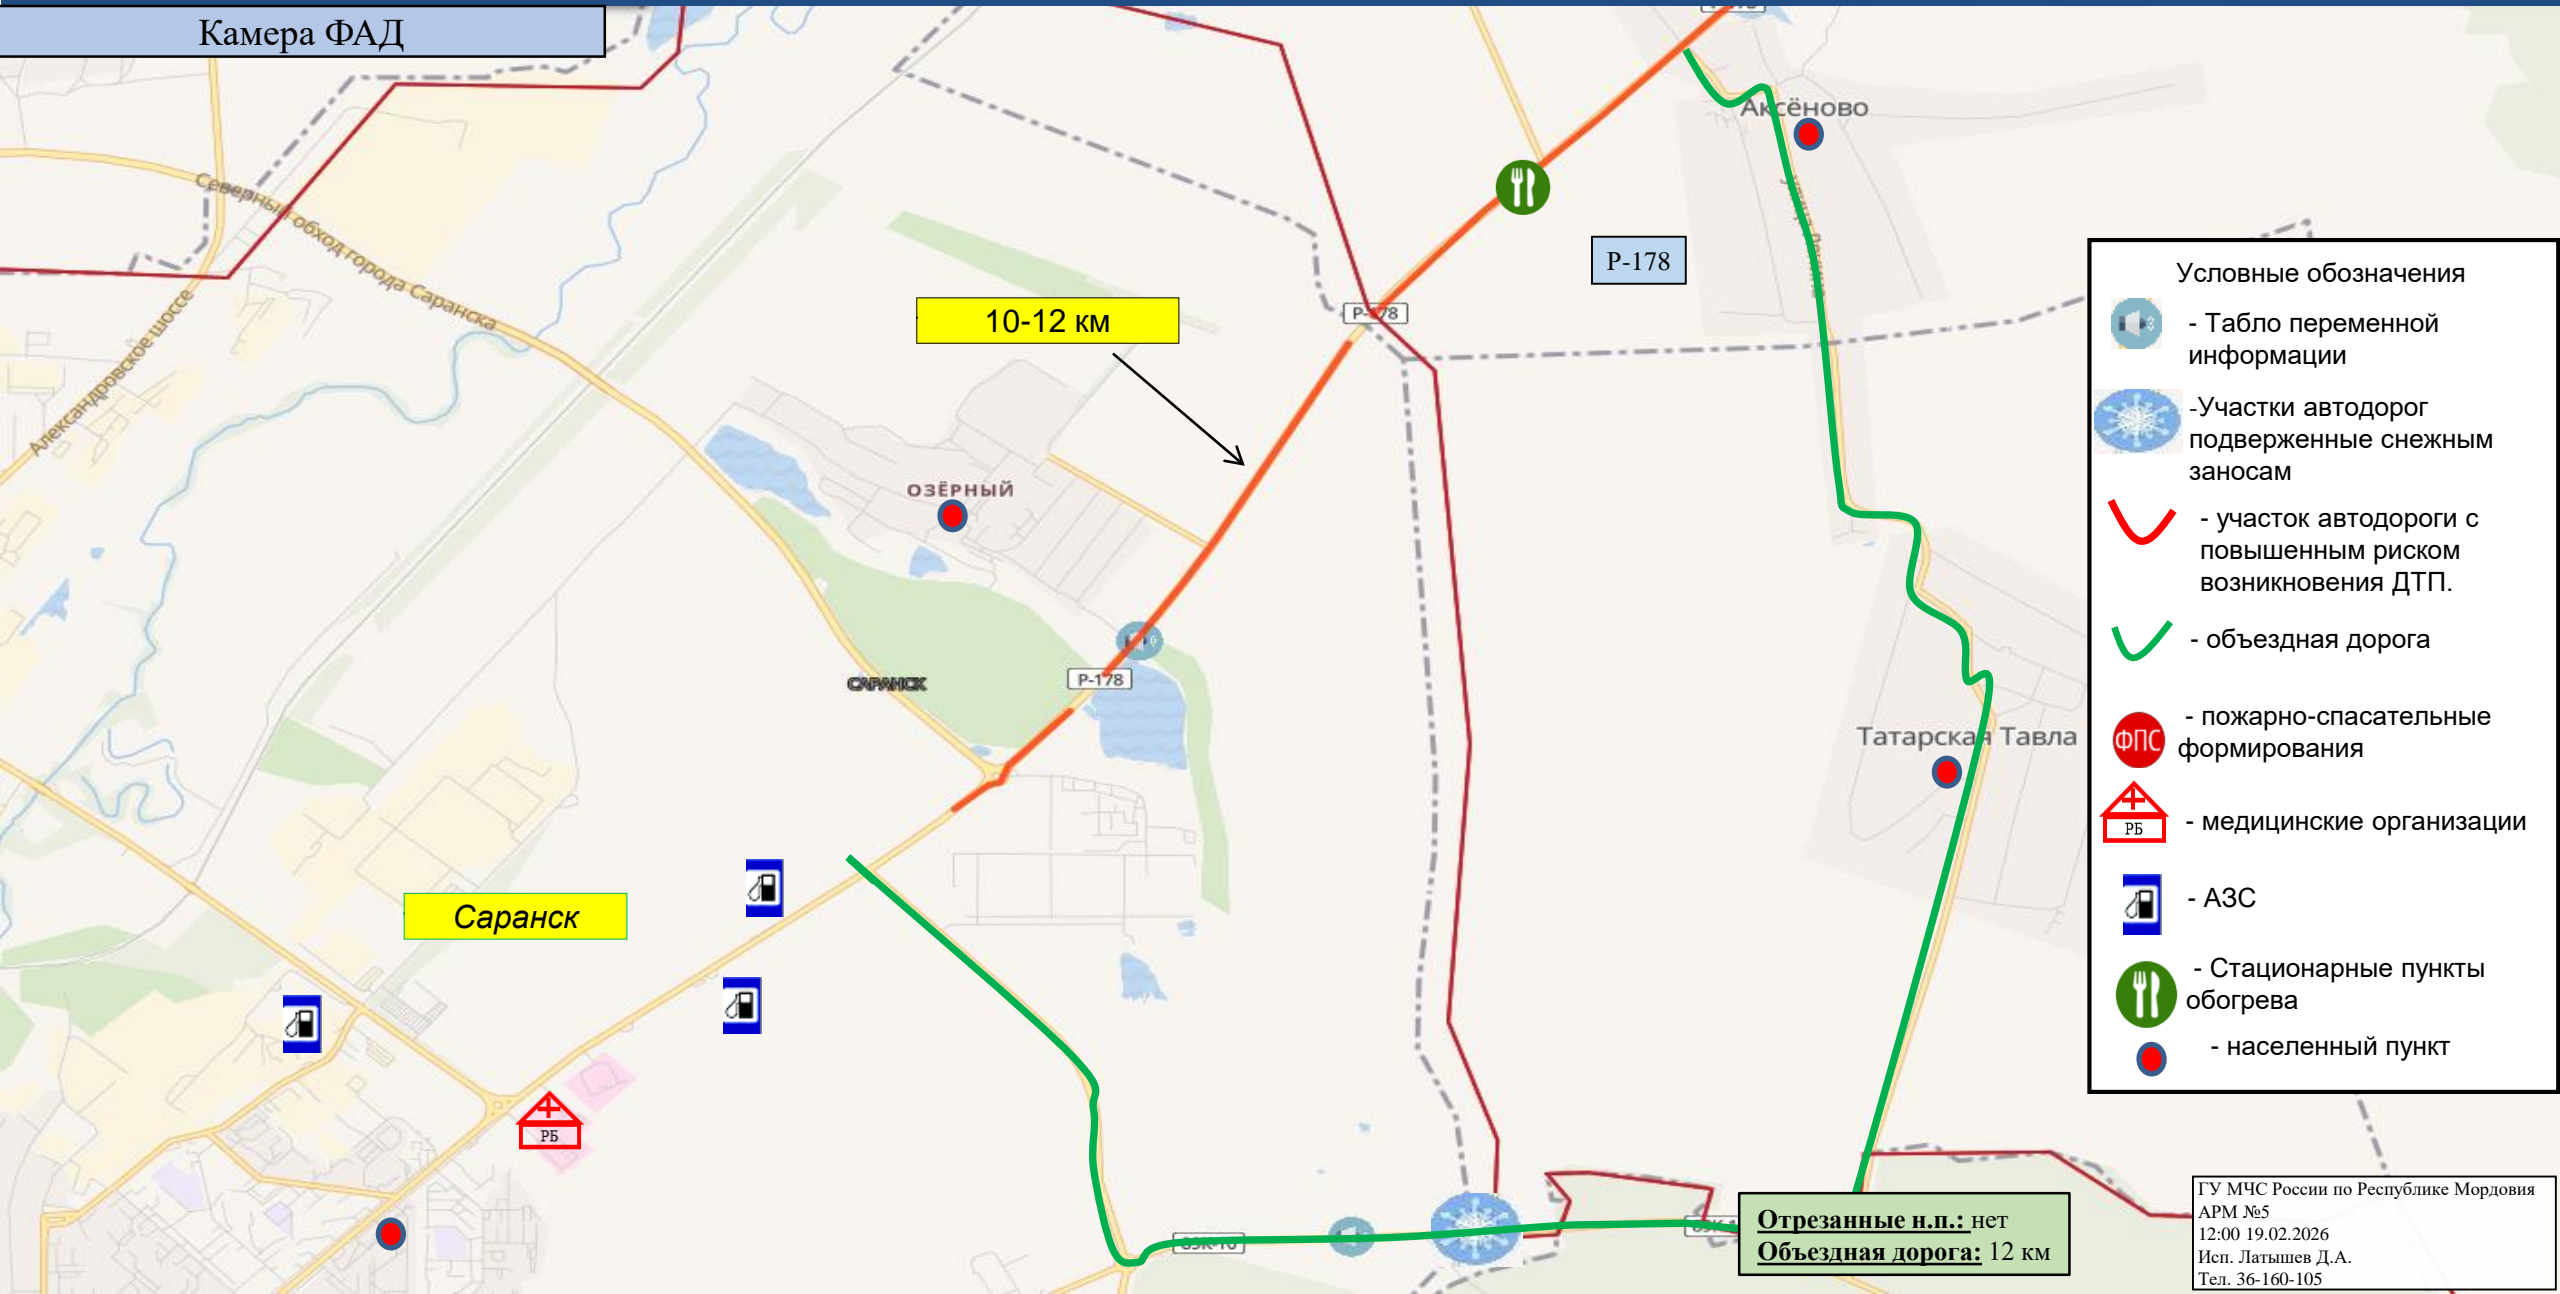 Камера ФАД
Аксёново
улица Ленина
Северный обход города Саранска
Р-178
Александровское шоссе
10-12 км
Р-178
ОЗЁРНЫЙ
САРАНСК
Р-178
Татарская Тавла
Саранск
РБ
Условные обозначения
- Табло переменной
информации
-Участки автодорог
подверженные снежным
заносам
- участок автодороги с
повышенным риском
возникновения ДТП.
- объездная дорога
ФПС
- пожарно-спасательные
формирования
РБ
- медицинские организации
- АЗС
- Стационарные пункты
обогрева
- населенный пункт
Отрезанные н.п.: нет
Объездная дорога: 12 км
ГУ МЧС России по Республике Мордовия
АРМ №5
12:00 19.02.2026
Исп. Латышев Д.А.
Тел. 36-160-105